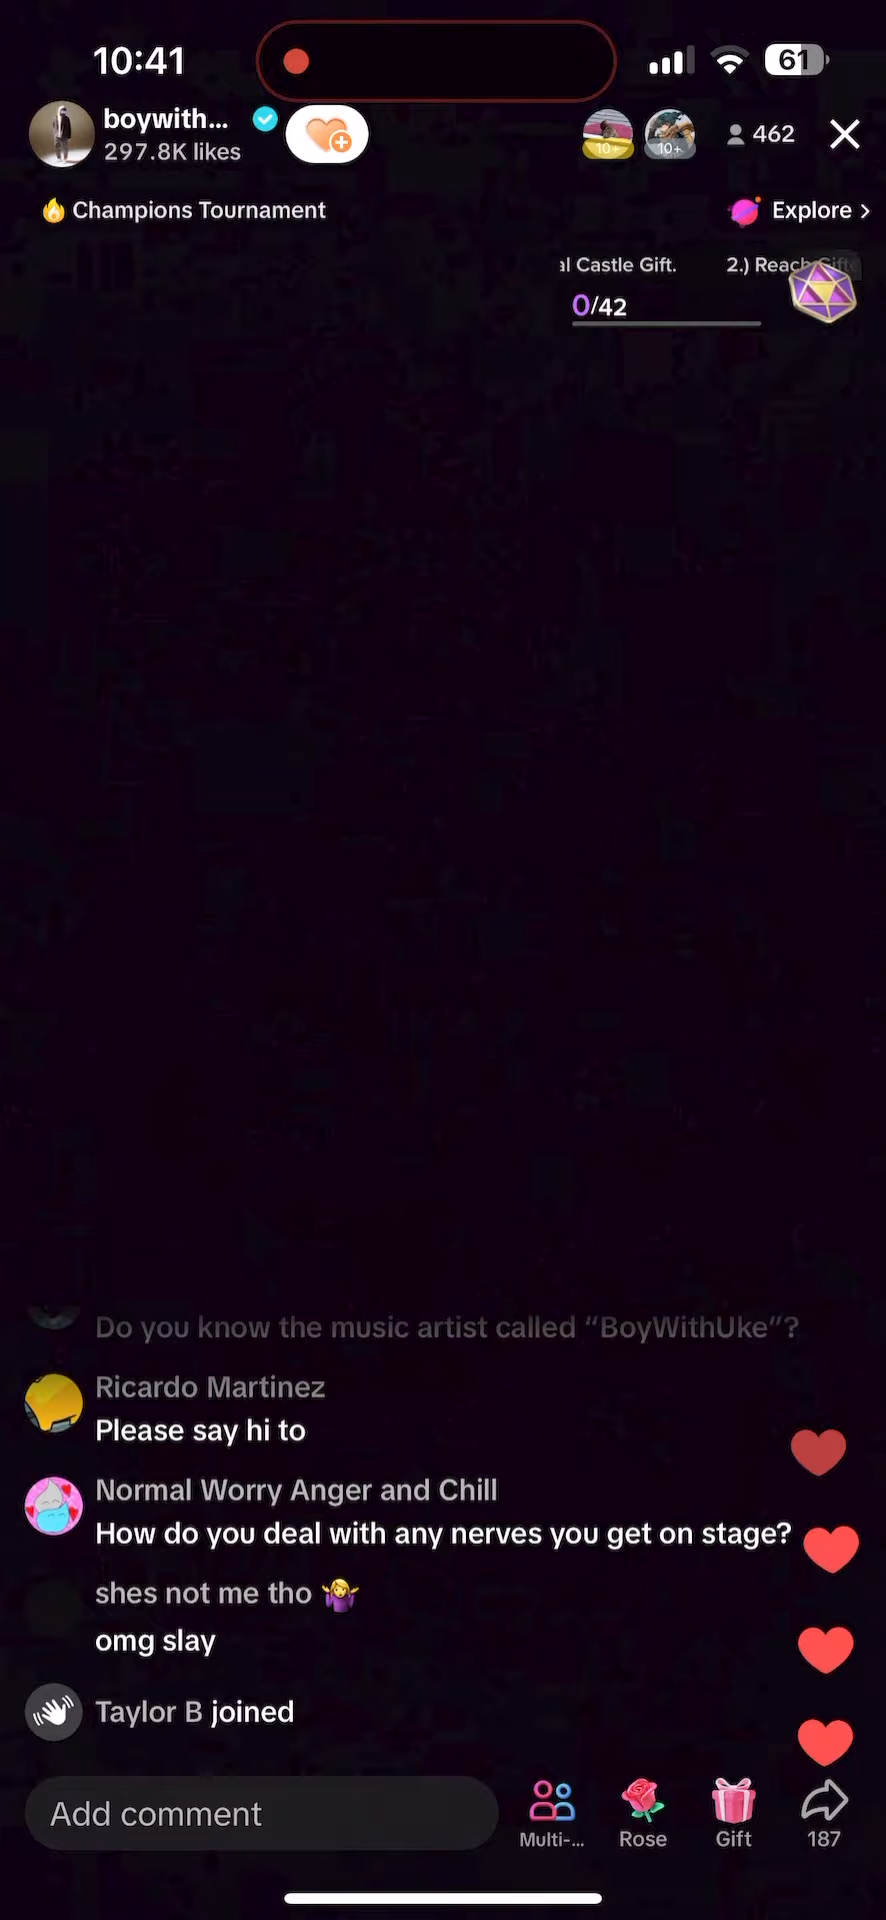 10:41
61
boywith...
297.8K likes
10+
10+
462
Champions Tournament
Explore >
al Castle Gift.
2.) Reach Gift
0/42
Do you know the music artist called “BoyWithUke”?
Ricardo Martinez
Please say hi to
Normal Worry Anger and Chill
How do you deal with any nerves you get on stage?
shes not me tho 🤷‍♀️
omg slay
Taylor B joined
Add comment
Multi-...
Rose
Gift
187